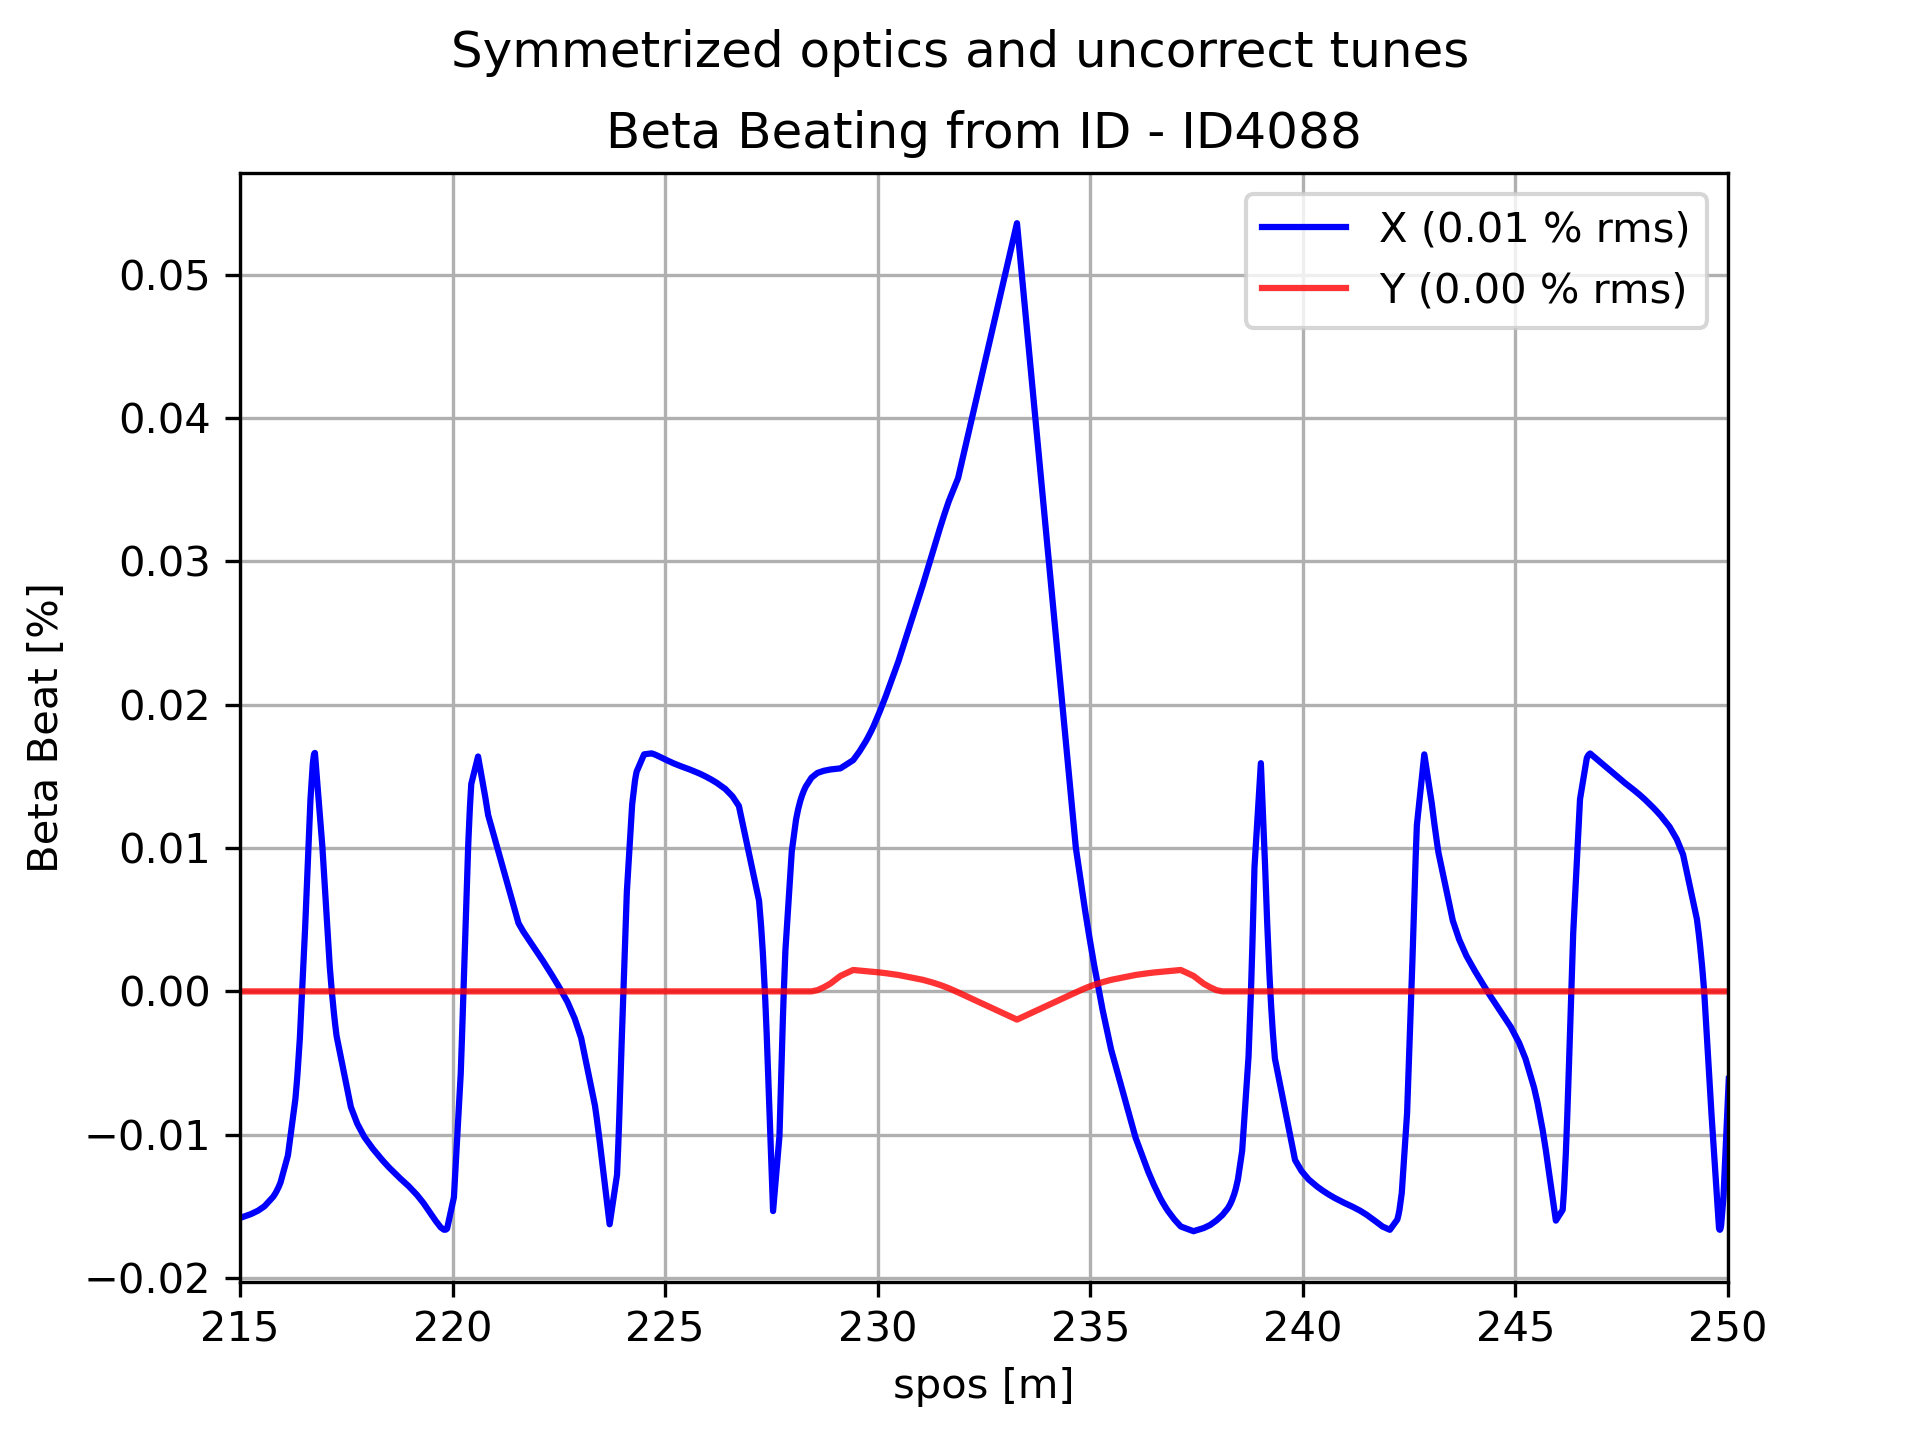 Symmetrized optics and uncorrect tunes
Beta Beating from ID - ID4088
X (0.01 % rms)
Y (0.00 % rms)
Beta Beat [%]
0.05
0.04
0.03
0.02
0.01
0.00
−0.01
−0.02
215 220 225 230 235 240 245 250
spos [m]